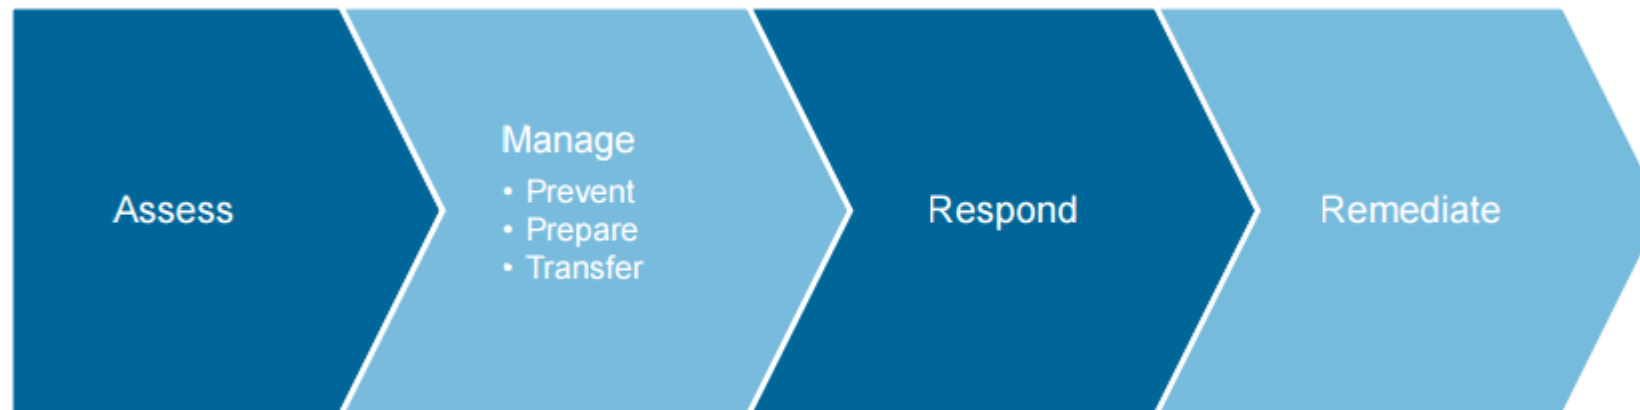 Assess
Manage
• Prevent
• Prepare
• Transfer
Respond
Remediate